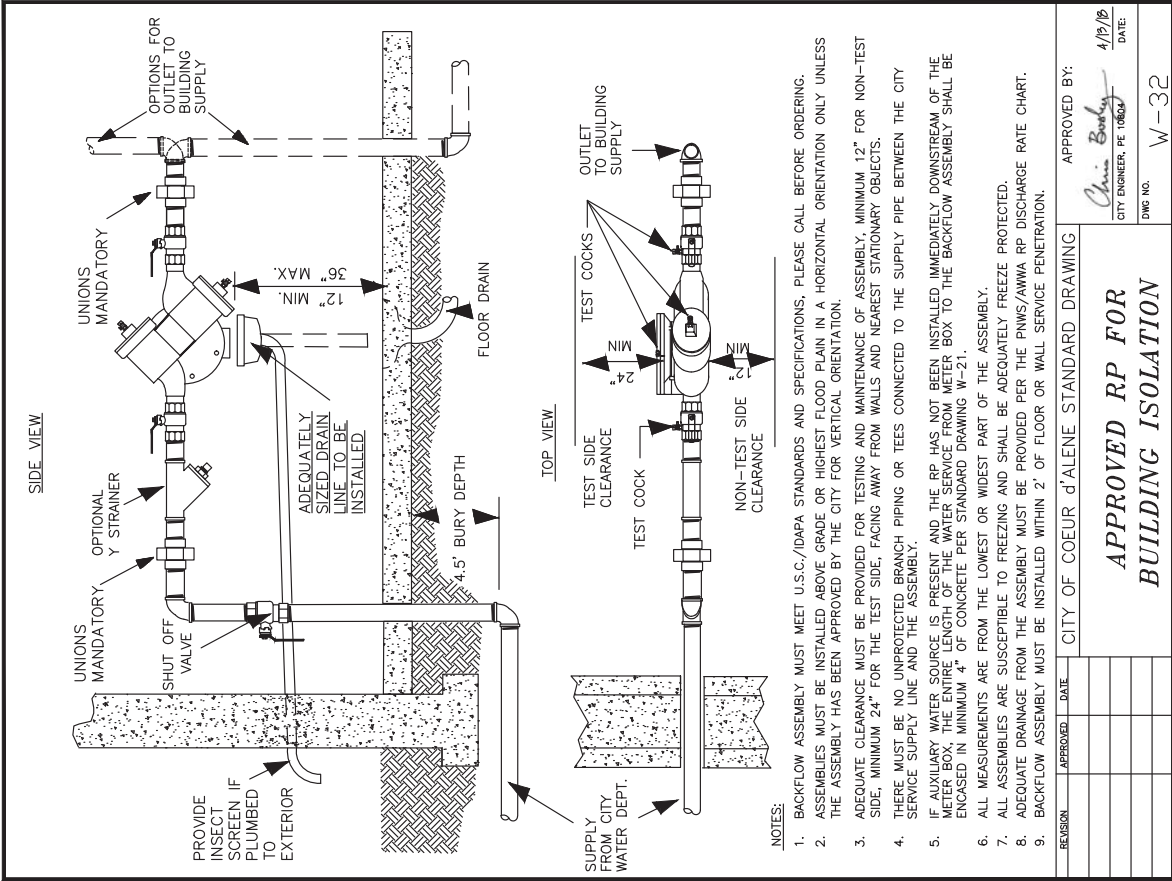 SIDE VIEW
OPTIONS FOR
OUTLET TO
BUILDING
SUPPLY
UNIONS
MANDATORY
OPTIONAL
Y STRAINER
UNIONS
MANDATORY
SHUT OFF
VALVE
PROVIDE
INSECT
SCREEN IF
PLUMBED
TO
EXTERIOR
12" MIN.
36" MAX.
ADEQUATELY
SIZED DRAIN
LINE TO BE
INSTALLED
FLOOR DRAIN
4.5' BURY DEPTH
SUPPLY
FROM CITY
WATER DEPT.
TOP VIEW
TEST SIDE
CLEARANCE
TEST COCKS
OUTLET
TO BUILDING
SUPPLY
24"
MIN
12"
MIN
TEST COCK
NON-TEST SIDE
CLEARANCE
NOTES:
1. BACKFLOW ASSEMBLY MUST MEET U.S.C./IDAPA STANDARDS AND SPECIFICATIONS, PLEASE CALL BEFORE ORDERING.
2. ASSEMBLIES MUST BE INSTALLED ABOVE GRADE OR HIGHEST FLOOD PLAIN IN A HORIZONTAL ORIENTATION ONLY UNLESS
THE ASSEMBLY HAS BEEN APPROVED BY THE CITY FOR VERTICAL ORIENTATION.
3. ADEQUATE CLEARANCE MUST BE PROVIDED FOR TESTING AND MAINTENANCE OF ASSEMBLY, MINIMUM 12" FOR NON-TEST
SIDE, MINIMUM 24" FOR THE TEST SIDE, FACING AWAY FROM WALLS AND NEAREST STATIONARY OBJECTS.
4. THERE MUST BE NO UNPROTECTED BRANCH PIPING OR TEES CONNECTED TO THE SUPPLY PIPE BETWEEN THE CITY
SERVICE SUPPLY LINE AND THE ASSEMBLY.
5. IF AUXILIARY WATER SOURCE IS PRESENT AND THE RP HAS NOT BEEN INSTALLED IMMEDIATELY DOWNSTREAM OF THE
METER BOX, THE ENTIRE LENGTH OF THE WATER SERVICE FROM METER BOX TO THE BACKFLOW ASSEMBLY SHALL BE
ENCASED IN MINIMUM 4" OF CONCRETE PER STANDARD DRAWING W-21.
6. ALL MEASUREMENTS ARE FROM THE LOWEST OR WIDEST PART OF THE ASSEMBLY.
7. ALL ASSEMBLIES ARE SUSCEPTIBLE TO FREEZING AND SHALL BE ADEQUATELY FREEZE PROTECTED.
8. ADEQUATE DRAINAGE FROM THE ASSEMBLY MUST BE PROVIDED PER THE PNWS/AWWA RP DISCHARGE RATE CHART.
9. BACKFLOW ASSEMBLY MUST BE INSTALLED WITHIN 2' OF FLOOR OR WALL SERVICE PENETRATION.
REVISION APPROVED DATE
CITY OF COEUR d'ALENE STANDARD DRAWING
APPROVED RP FOR
BUILDING ISOLATION
APPROVED BY:
4/13/18
CITY ENGINEER, PE 10804
DATE:
DWG NO.
W-32